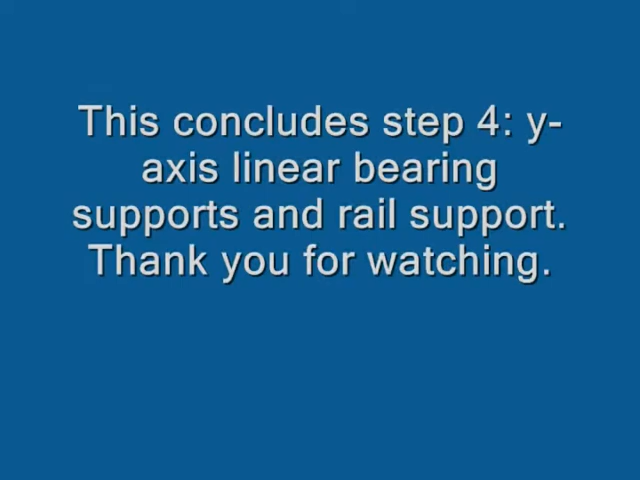 This concludes step 4: y-
axis linear bearing
supports and rail support.
Thank you for watching.